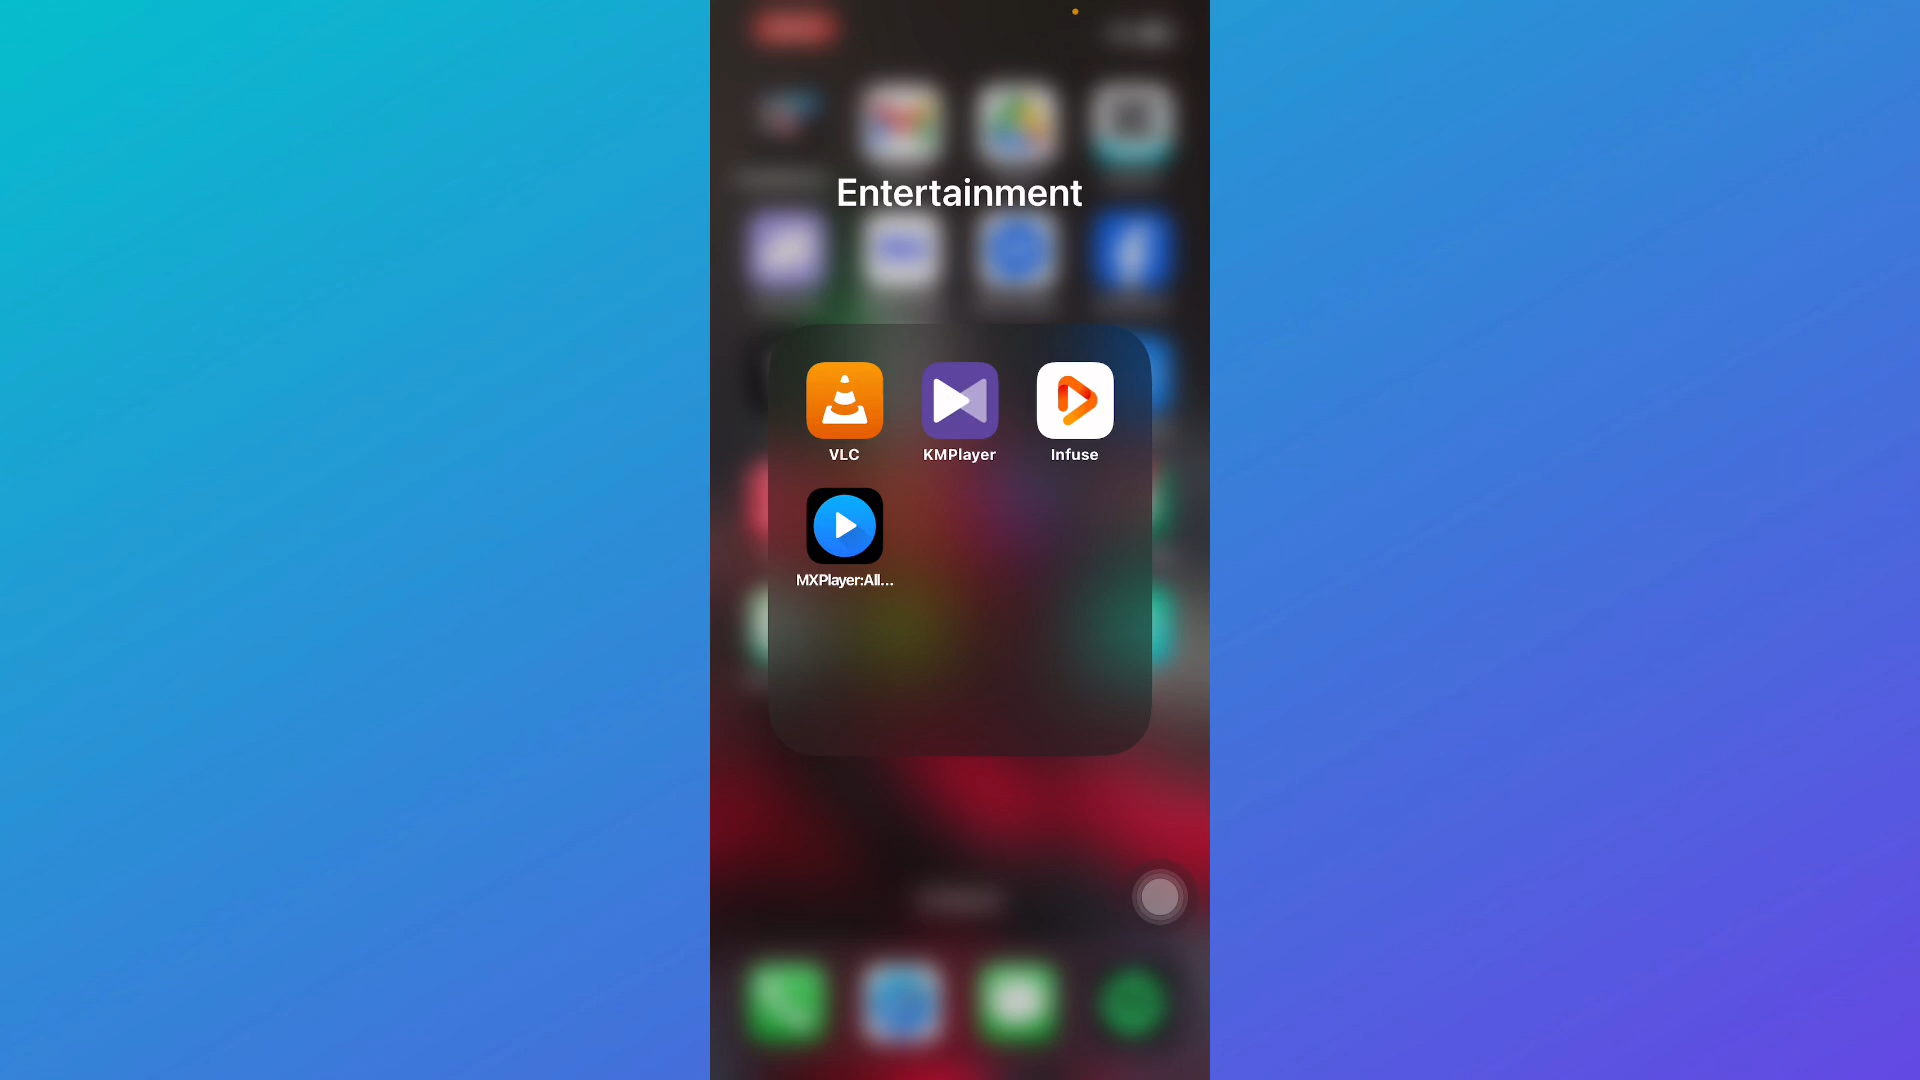 Entertainment
VLC
KMPlayer
Infuse
MXPlayer:All...